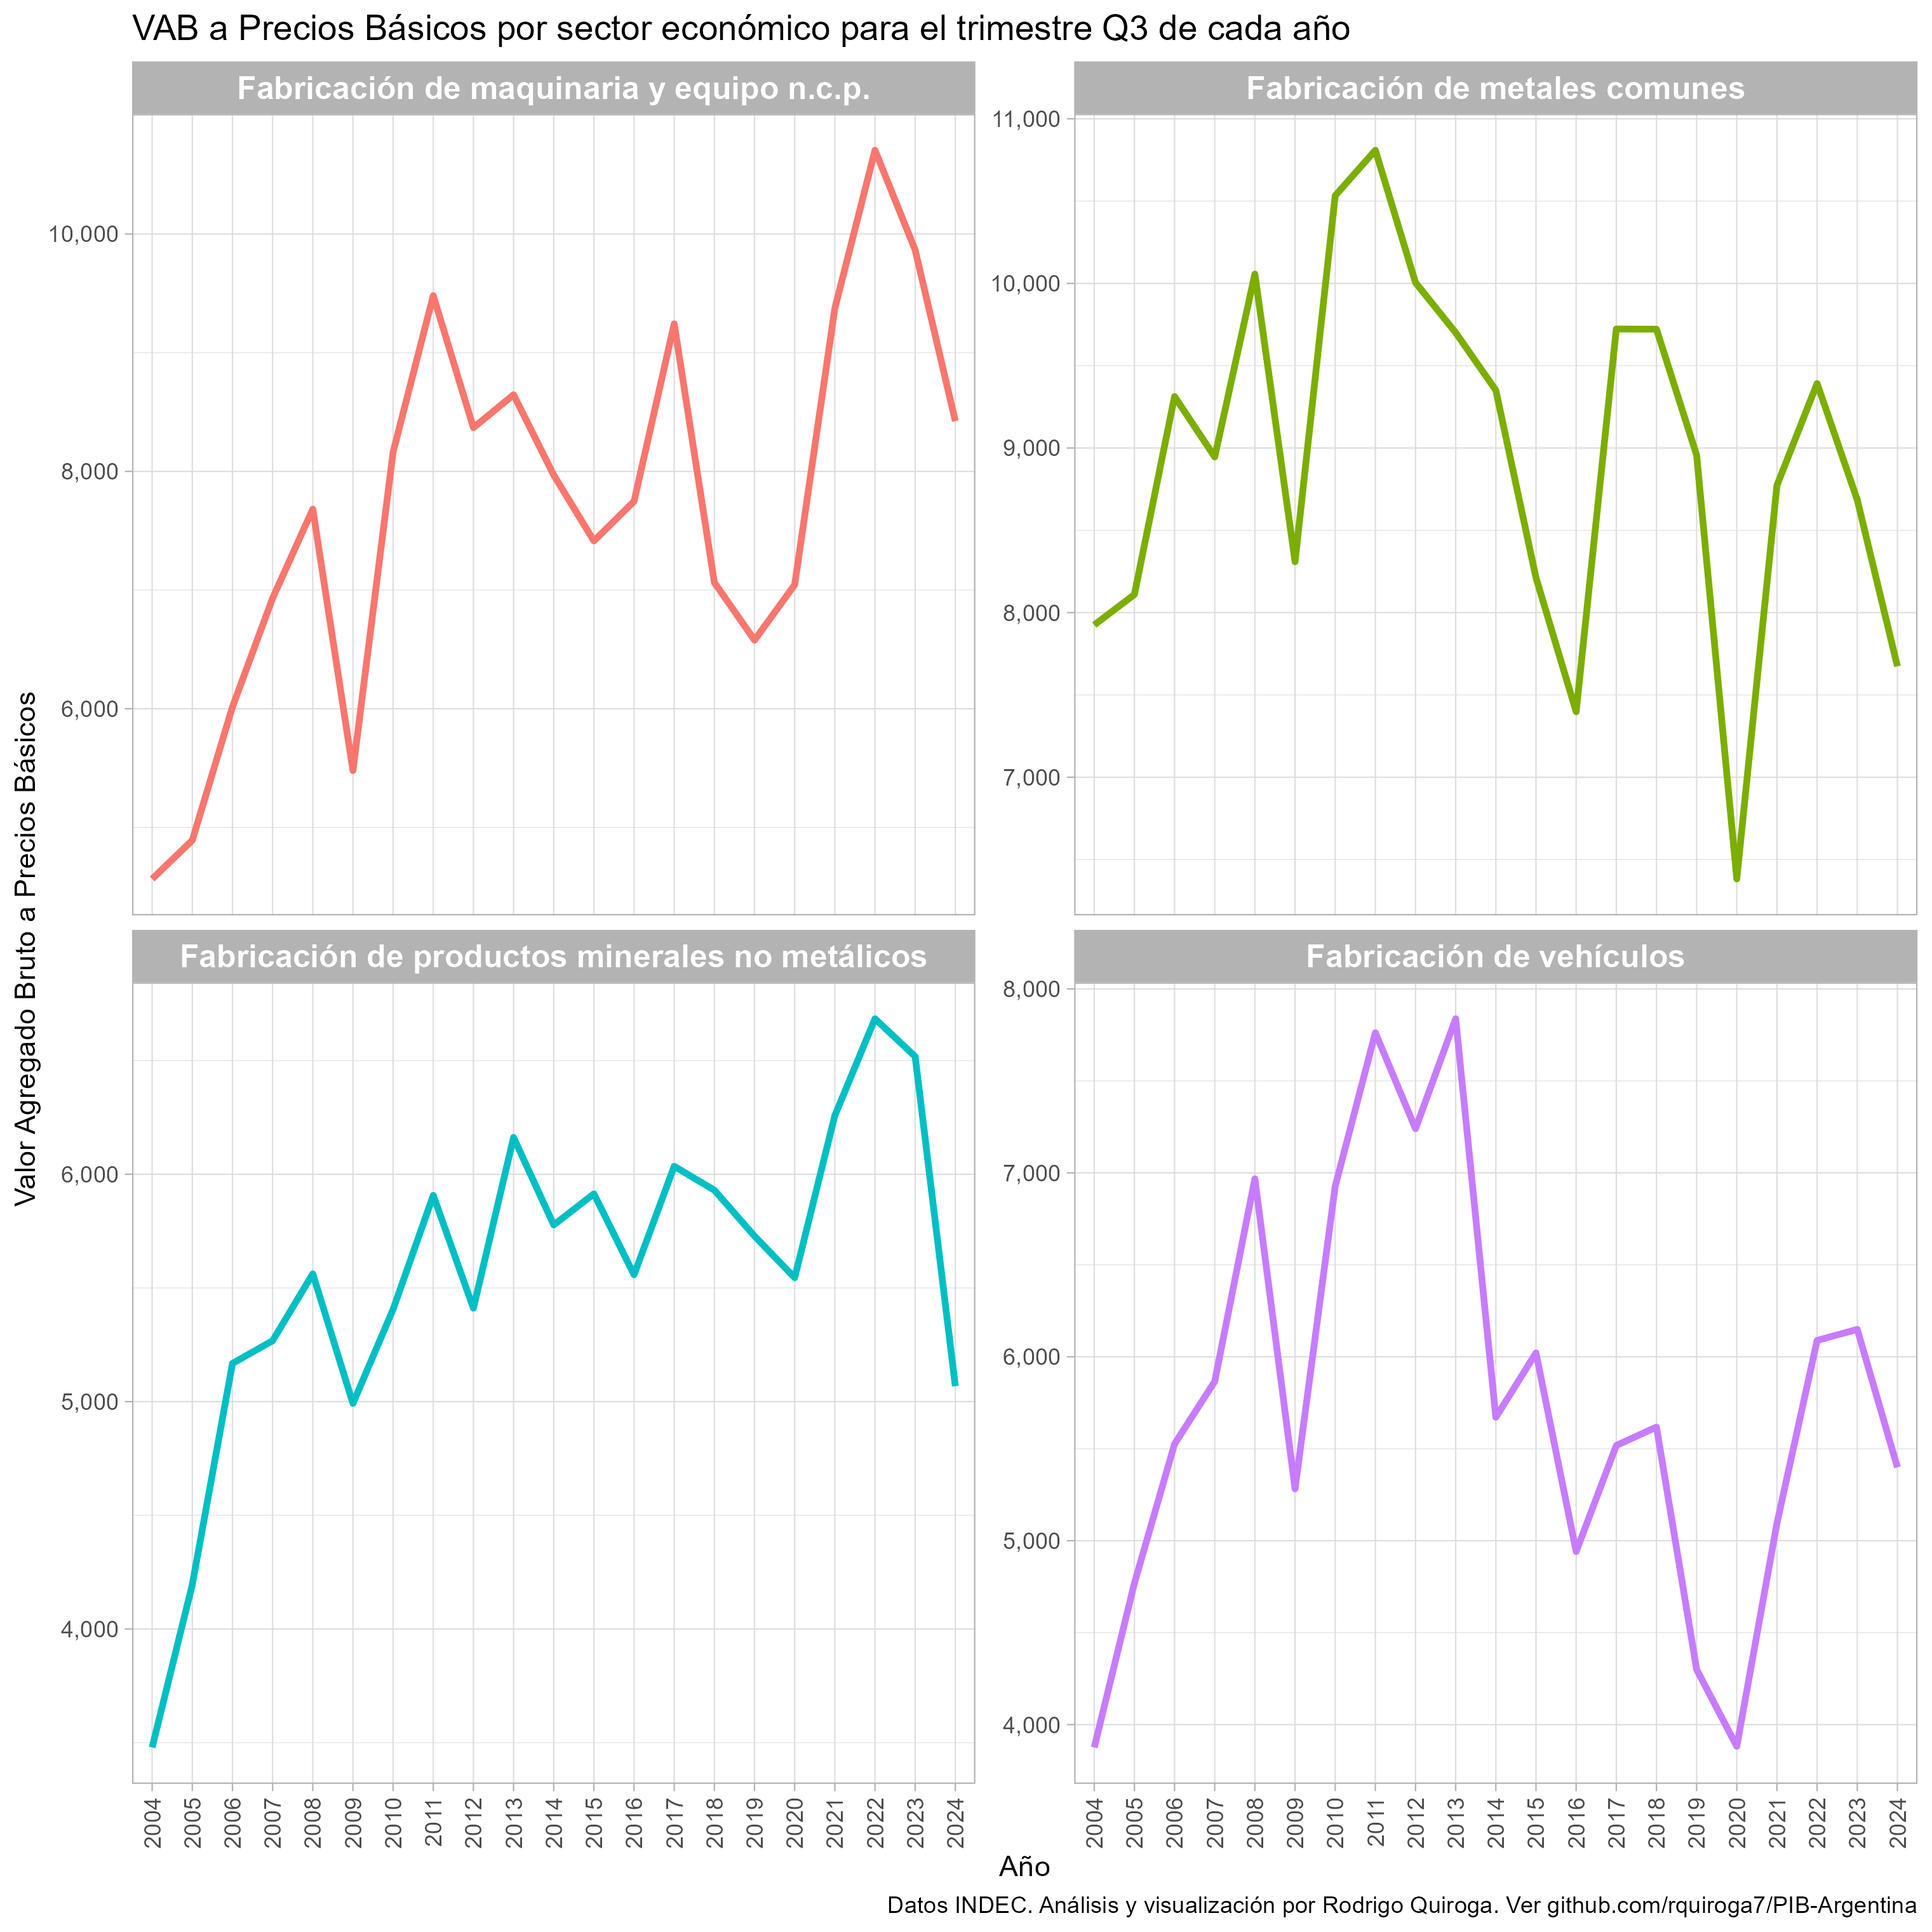 VAB a Precios Básicos por sector económico para el trimestre Q3 de cada año
Fabricación de maquinaria y equipo n.c.p.
10,000
8,000
6,000
Fabricación de metales comunes
11,000
10,000
9,000
8,000
7,000
Valor Agregado Bruto a Precios Básicos
Fabricación de productos minerales no metálicos
6,000
5,000
4,000
2004 2005 2006 2007 2008 2009 2010 2011 2012 2013 2014 2015 2016 2017 2018 2019 2020 2021 2022 2023 2024
Fabricación de vehículos
8,000
7,000
6,000
5,000
4,000
2004 2005 2006 2007 2008 2009 2010 2011 2012 2013 2014 2015 2016 2017 2018 2019 2020 2021 2022 2023 2024
Año
Datos INDEC. Análisis y visualización por Rodrigo Quiroga. Ver github.com/rquiroga7/PIB-Argentina